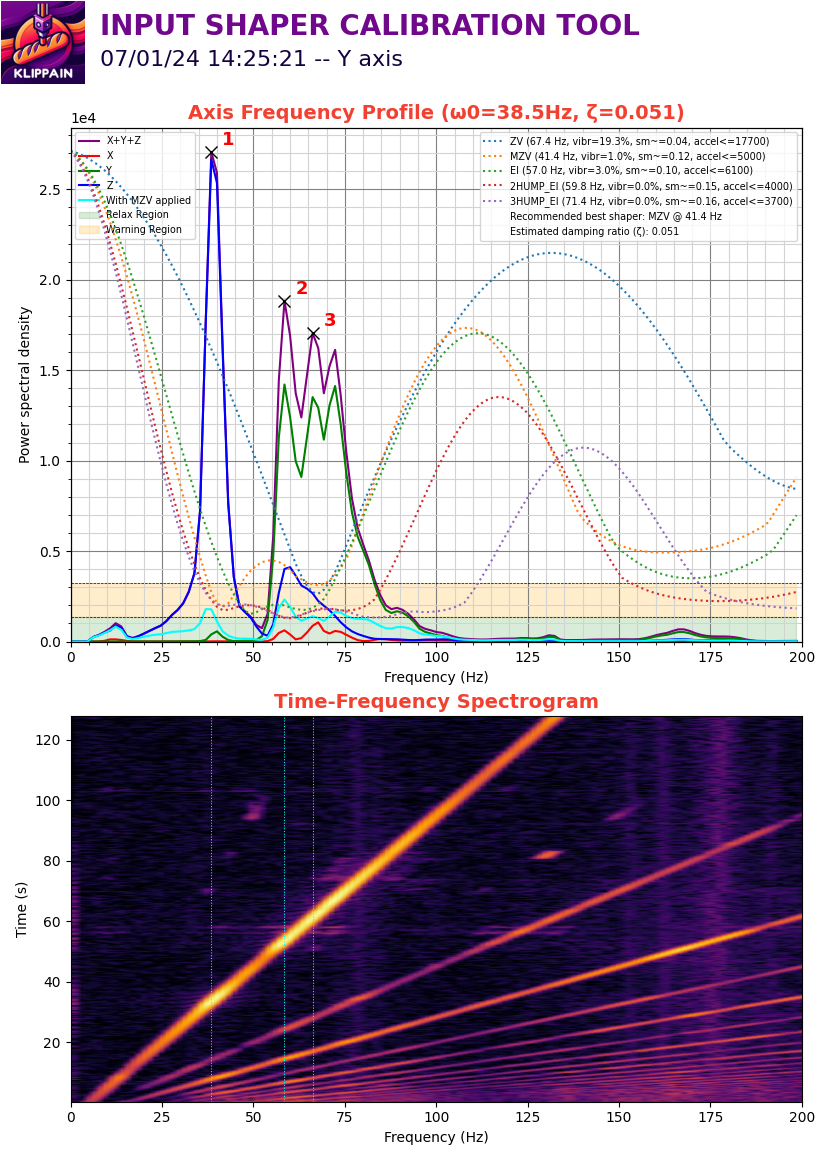 KLIPPAIN
INPUT SHAPER CALIBRATION TOOL
07/01/24 14:25:21 -- Y axis
Axis Frequency Profile (ω0=38.5Hz, ζ=0.051)
1e4
X+Y+Z
X
Y
Z
With MZV applied
Relax Region
Warning Region
ZV (67.4 Hz, vibr=19.3%, sm~=0.04, accel<=17700)
MZV (41.4 Hz, vibr=1.0%, sm~=0.12, accel<=5000)
EI (57.0 Hz, vibr=3.0%, sm~=0.10, accel<=6100)
2HUMP_EI (59.8 Hz, vibr=0.0%, sm~=0.15, accel<=4000)
3HUMP_EI (71.4 Hz, vibr=0.0%, sm~=0.16, accel<=3700)
Recommended best shaper: MZV @ 41.4 Hz
Estimated damping ratio (ζ): 0.051
1
2
3
Power spectral density
2.5
2.0
1.5
1.0
0.5
0.0
0 25 50 75 100 125 150 175 200
Frequency (Hz)
Time-Frequency Spectrogram
Time (s)
120
100
80
60
40
20
0 25 50 75 100 125 150 175 200
Frequency (Hz)